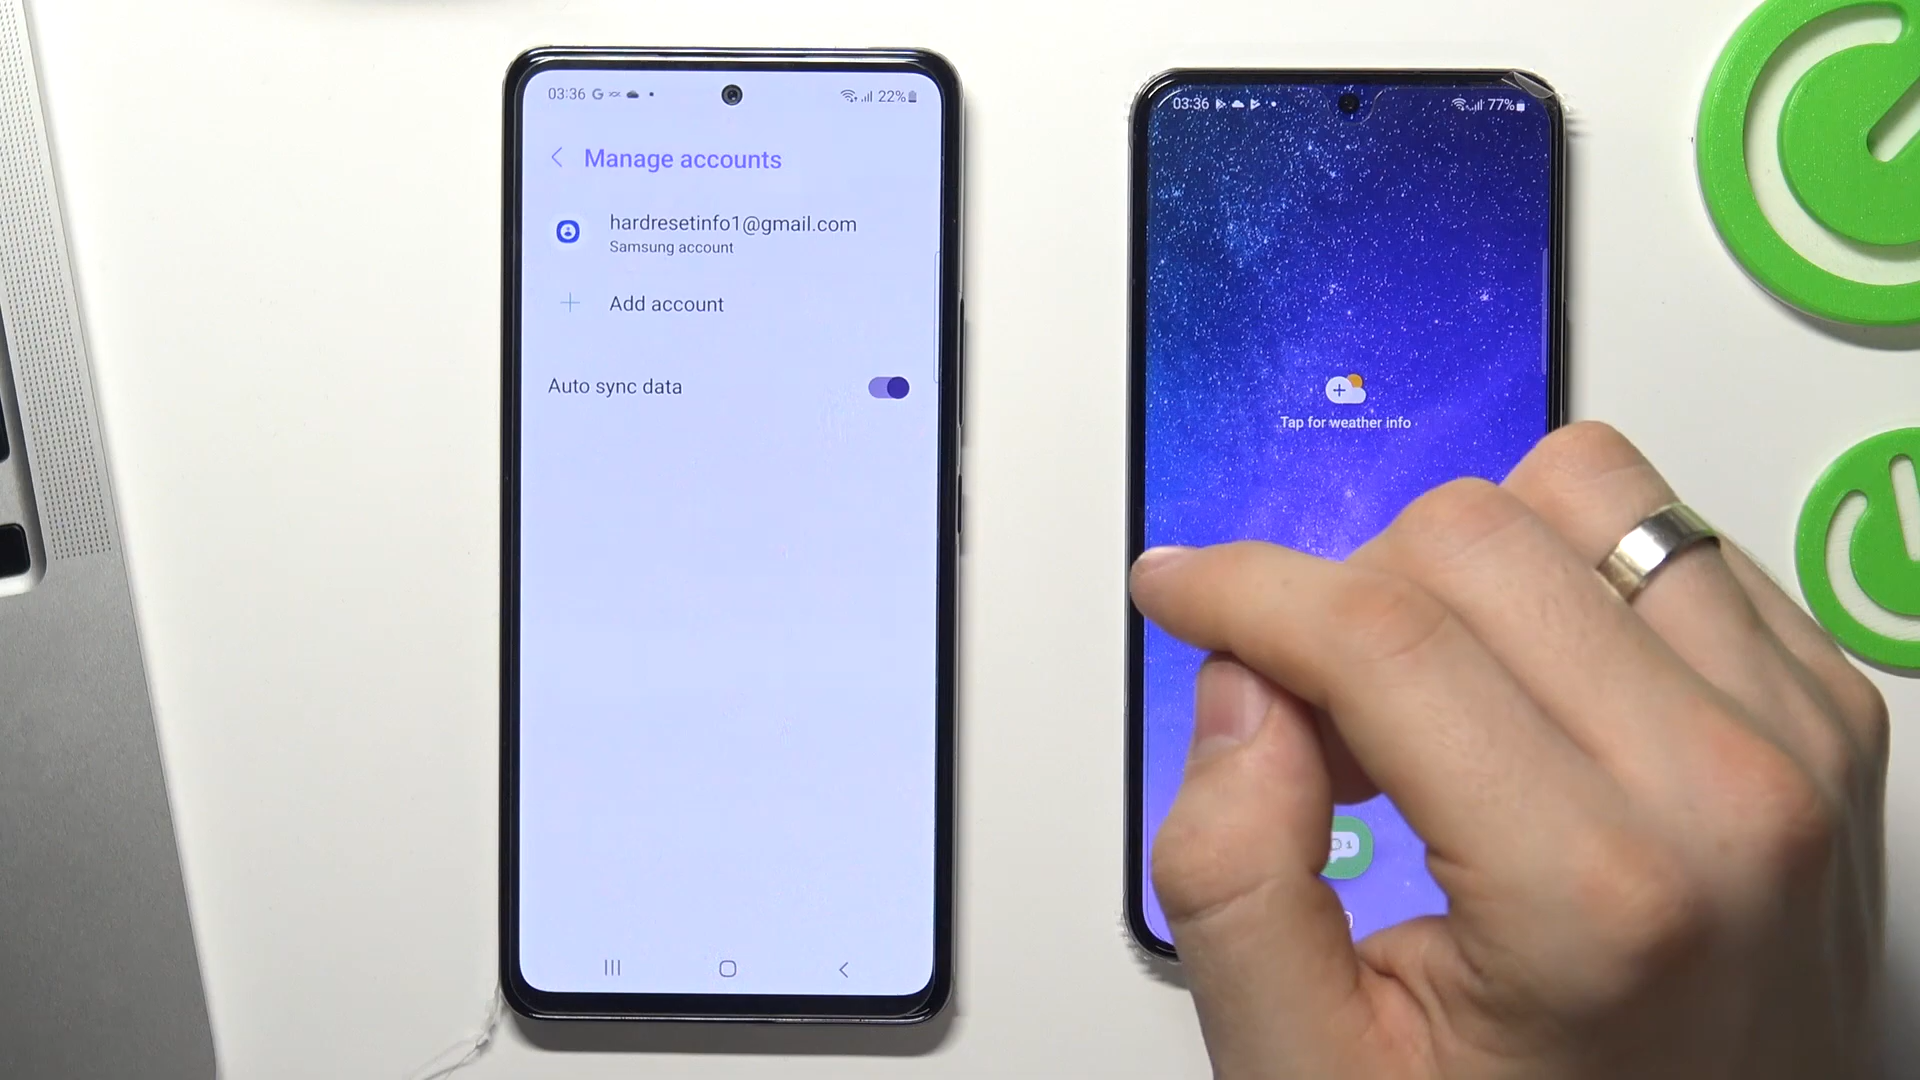 03:36
22%
Manage accounts
hardresetinfo1@gmail.com
Samsung account
Add account
Auto sync data
03:36
77%
Tap for weather info
1